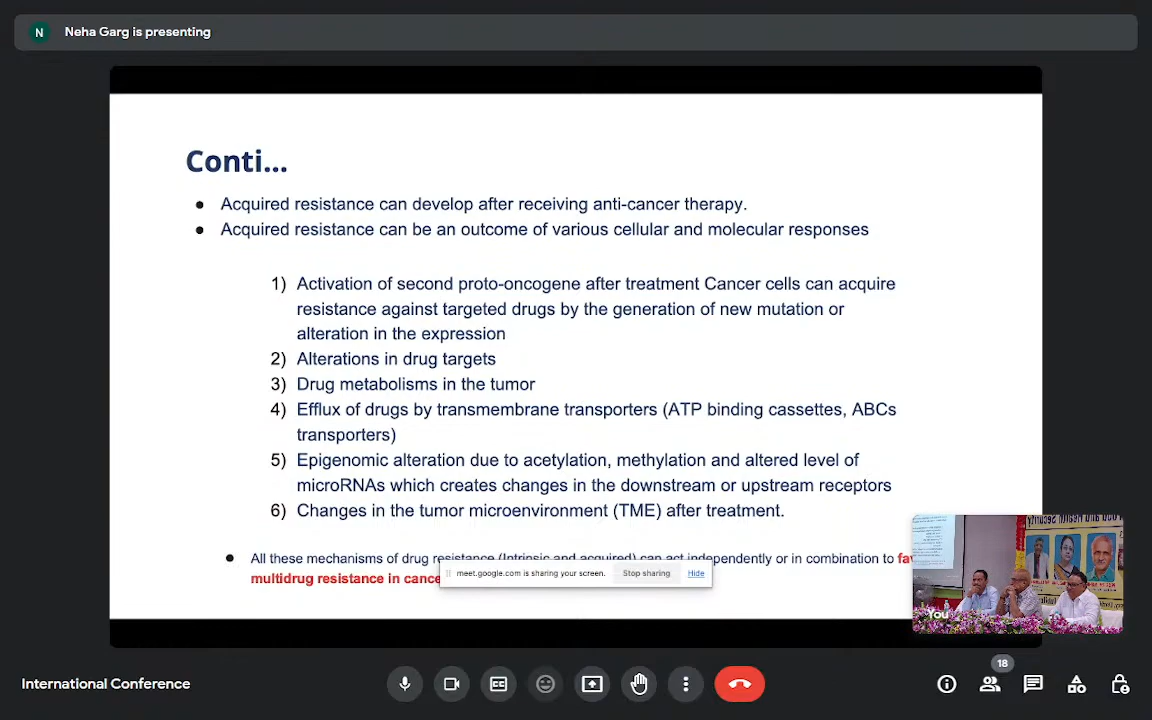 N Neha Garg is presenting
Conti...
● Acquired resistance can develop after receiving anti-cancer therapy.
● Acquired resistance can be an outcome of various cellular and molecular responses
1) Activation of second proto-oncogene after treatment Cancer cells can acquire
resistance against targeted drugs by the generation of new mutation or
alteration in the expression
2) Alterations in drug targets
3) Drug metabolisms in the tumor
4) Efflux of drugs by transmembrane transporters (ATP binding cassettes, ABCs
transporters)
5) Epigenomic alteration due to acetylation, methylation and altered level of
microRNAs which creates changes in the downstream or upstream receptors
6) Changes in the tumor microenvironment (TME) after treatment.
● All these mechanisms of drug resistance (Intrinsic and acquired) can act independently or in combination to
multidrug resistance in
meet.google.com is sharing your screen. Stop sharing Hide
You
International Conference
18